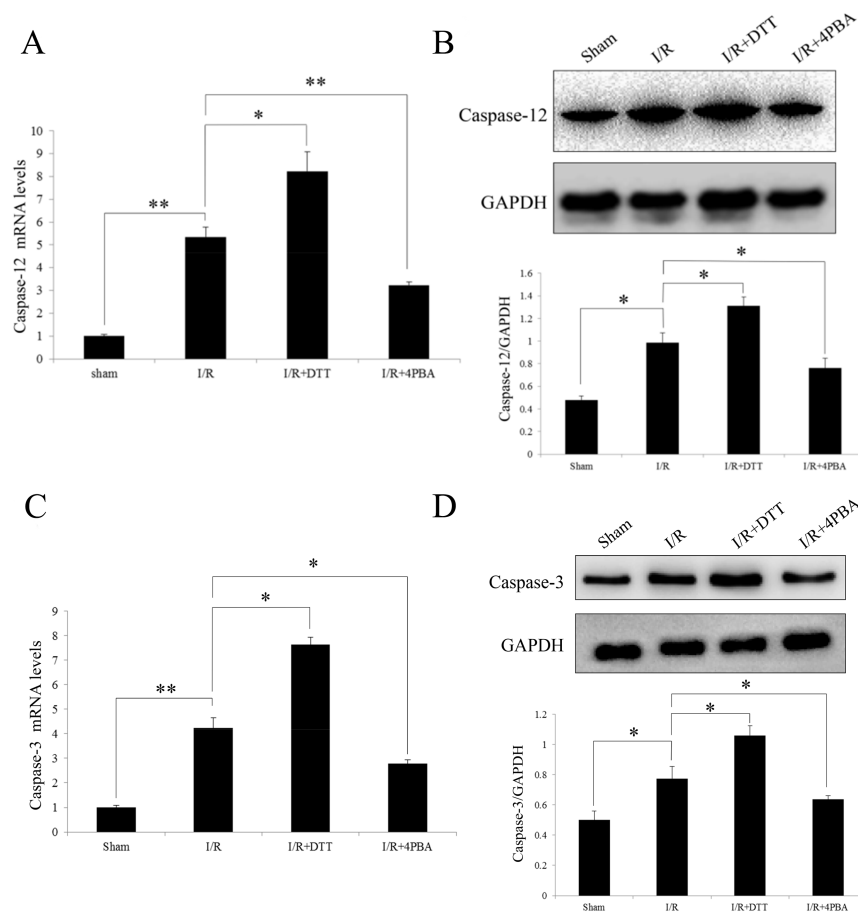 A
Caspase-12 mRNA levels
10
9
8
7
6
5
4
3
2
1
0
**
**
*
sham I/R I/R+DTT I/R+4PBA
B
Sham I/R I/R+DTT I/R+4PBA
Caspase-12
GAPDH
Caspase-12/GAPDH
1.6
1.4
1.2
1
0.8
0.6
0.4
0.2
0
*
*
*
Sham I/R I/R+DTT I/R+4PBA
C
Caspase-3 mRNA levels
9
8
7
6
5
4
3
2
1
0
**
*
*
Sham I/R I/R+DTT I/R+4PBA
D
Sham I/R I/R+DTT I/R+4PBA
Caspase-3
GAPDH
Caspase-3/GAPDH
1.2
1
0.8
0.6
0.4
0.2
0
*
*
*
Sham I/R I/R+DTT I/R+4PBA